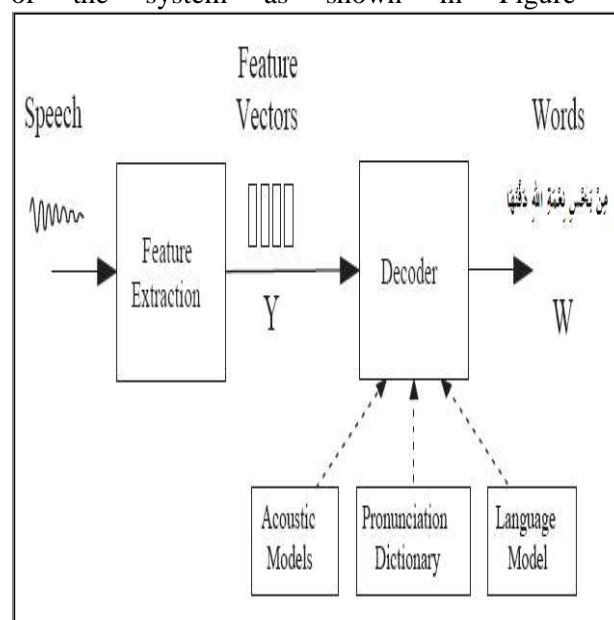 of the system as shown in Figure
Feature
Vectors
Speech
Words
مِنْ بَخْسِ نِعْمَةِ اللهِ دَفْنُهَا
Feature
Extraction
Y
Decoder
W
Acoustic
Models
Pronunciation
Dictionary
Language
Model